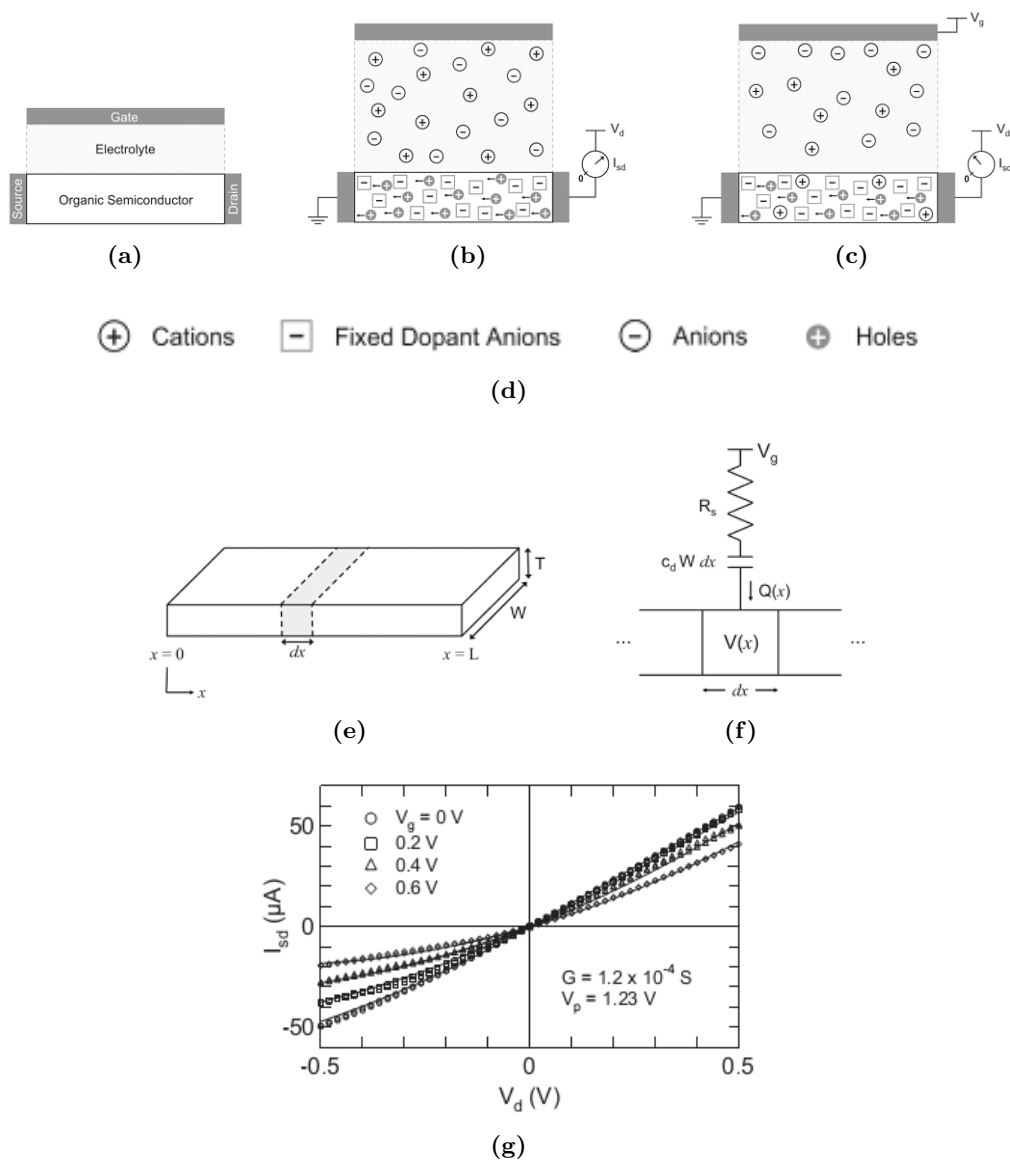 Gate
Electrolyte
Source
Organic Semiconductor
Drain
(a)
V_d
I_sd
0
(b)
V_g
V_d
I_sd
0
(c)
Cations
Fixed Dopant Anions
Anions
Holes
(d)
T
W
x = 0
dx
x = L
x
(e)
V_g
R_s
c_d W dx
Q(x)
...
V(x)
...
dx
(f)
I_sd (µA)
50
0
-50
V_g = 0 V
0.2 V
0.4 V
0.6 V
G = 1.2 x 10⁻⁴ S
V_p = 1.23 V
-0.5
0
0.5
V_d (V)
(g)